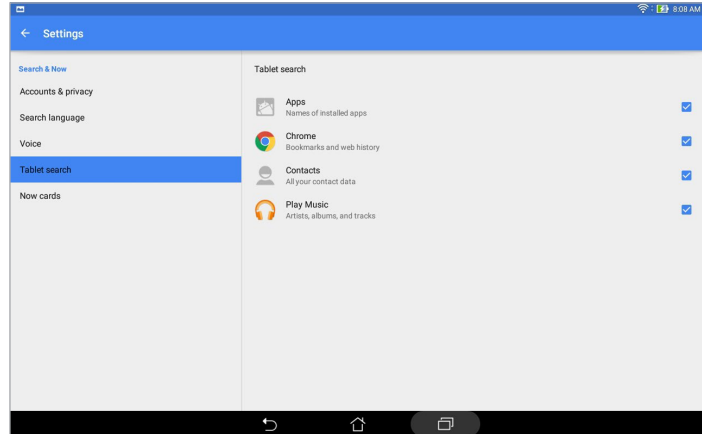 8:08 AM
Settings
Search & Now
Accounts & privacy
Search language
Voice
Tablet search
Now cards
Tablet search
Apps
Names of installed apps
Chrome
Bookmarks and web history
Contacts
All your contact data
Play Music
Artists, albums, and tracks